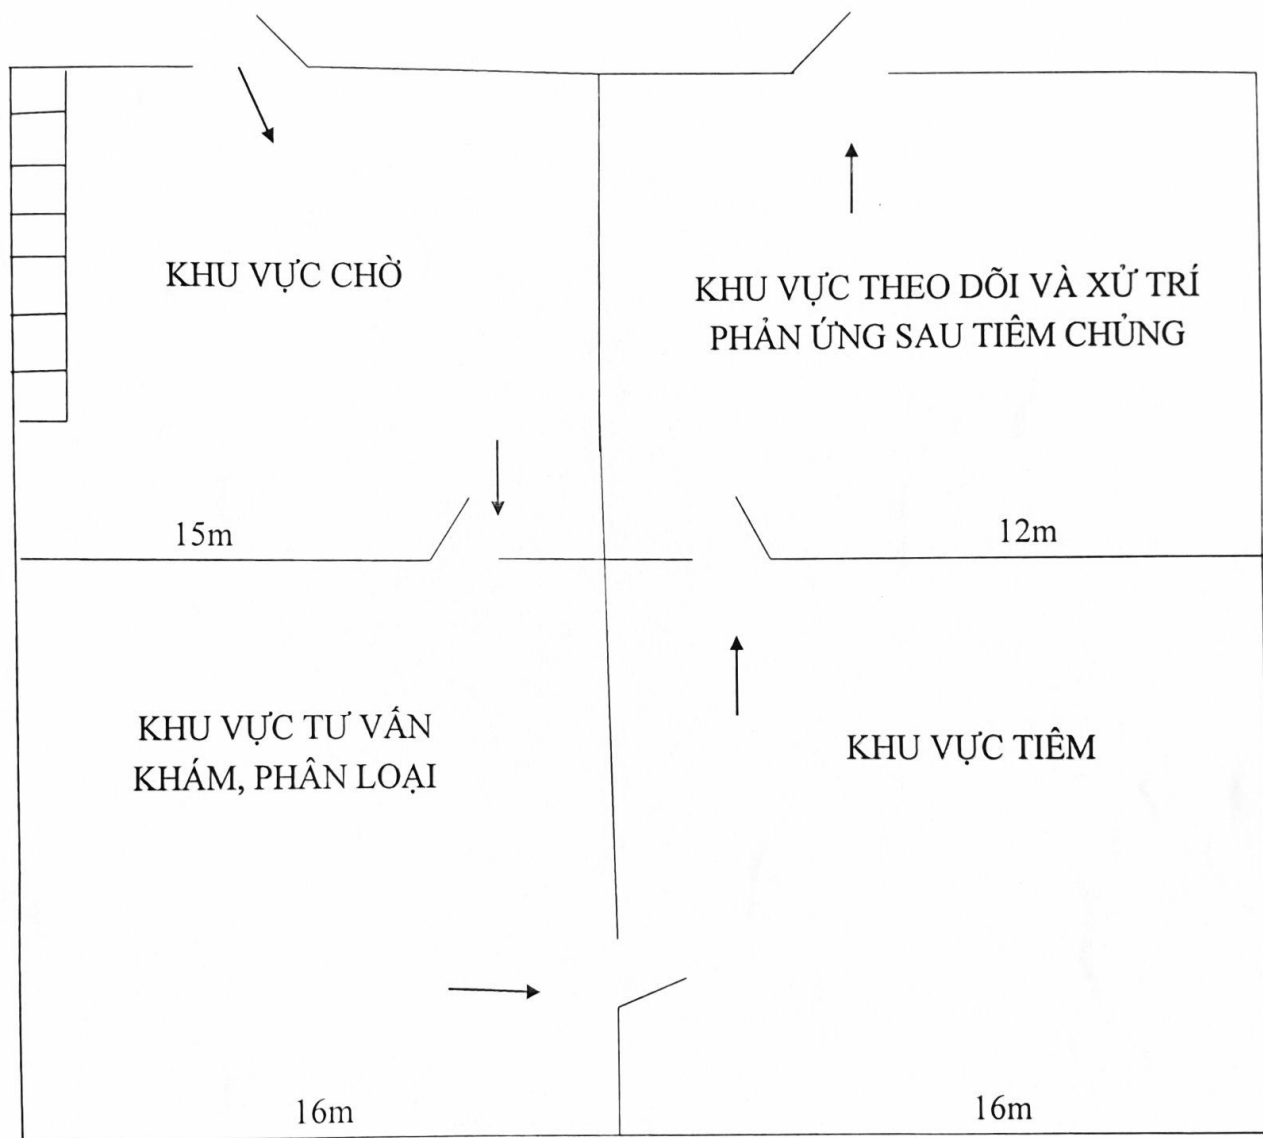 KHU VỰC CHỜ
KHU VỰC THEO DÕI VÀ XỬ TRÍ
PHẢN ỨNG SAU TIÊM CHỦNG
15m
12m
KHU VỰC TƯ VẤN
KHÁM, PHÂN LOẠI
KHU VỰC TIÊM
16m
16m